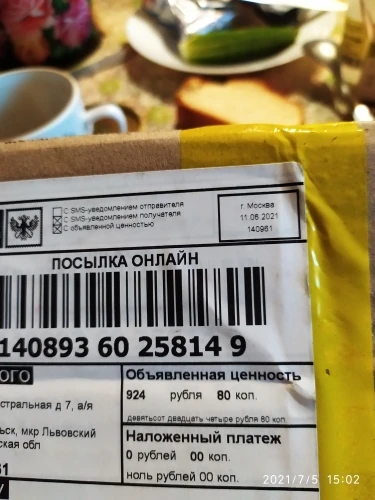 С SMS-уведомлением отправителя
С SMS-уведомлением получателя
С объявленной ценностью
г. Москва
11.06.2021
140961
ПОСЫЛКА ОНЛАЙН
140893 60 25814 9
ОГО
стральная д 7, а/я
ьск, мкр Львовский
ская обл
Объявленная ценность
924 рубля 80 коп.
девятьсот двадцать четыре рубля 80 коп.
Наложенный платеж
0 рублей 00 коп.
ноль рублей 00 коп.
2021/7/5 15:02